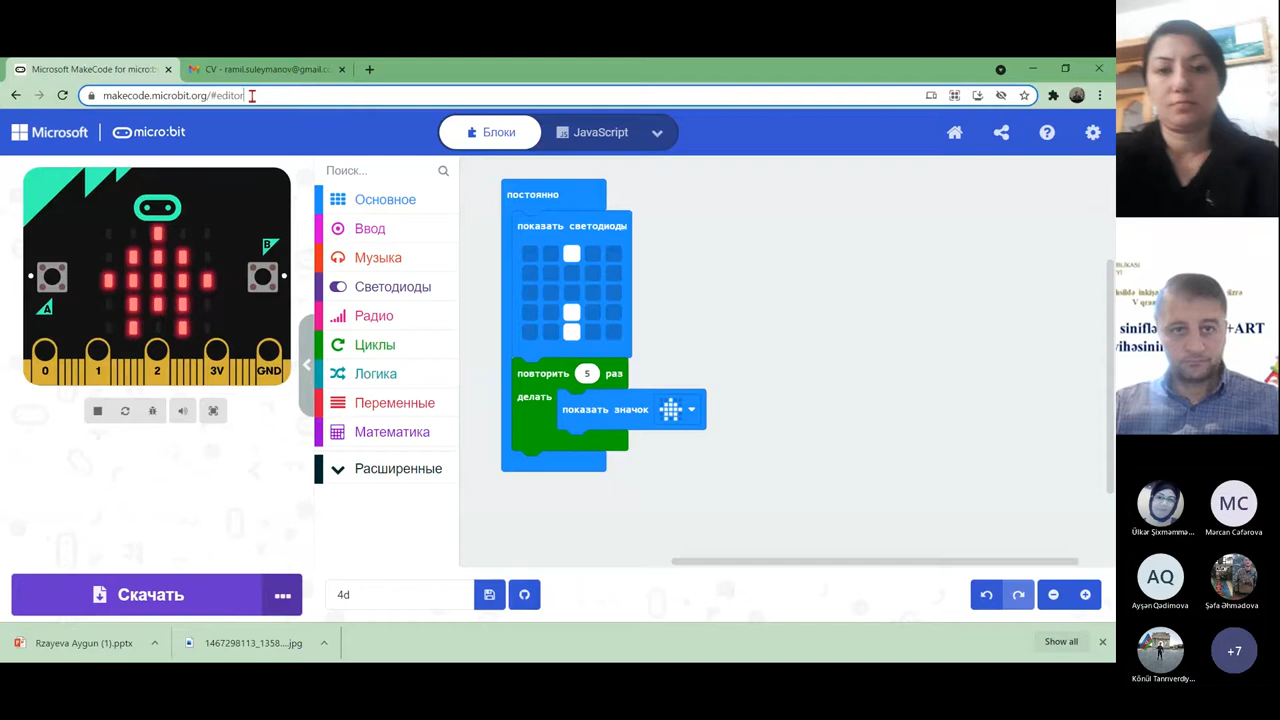 Microsoft MakeCode for micro:b
CV - ramil.suleymanov@gmail.co
makecode.microbit.org/#editor
Microsoft
micro:bit
Блоки
JavaScript
Поиск...
Основное
Ввод
Музыка
Светодиоды
Радио
Циклы
Логика
Переменные
Математика
Расширенные
A
B
0 1 2 3V GND
постоянно
показать светодиоды
повторить 5 раз
делать
показать значок
Скачать
4d
Rzayeva Aygun (1).pptx
1467298113_1358....jpg
Show all
V qran
siniflə
+ART
Ülkər Şixməmmə...
MC
Mərcan Cəfərova
AQ
Ayşən Qədimova
Şəfa Əhmədova
Könül Tanrıverdiy...
+7